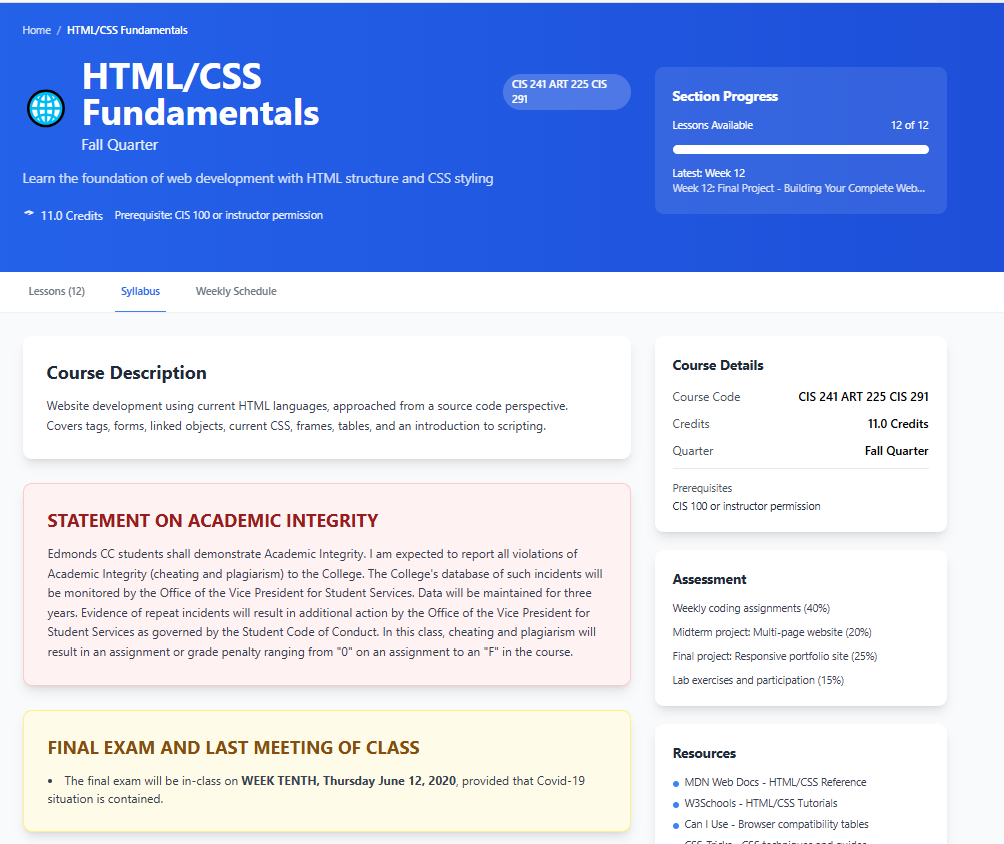 Home / HTML/CSS Fundamentals
HTML/CSS
Fundamentals
Fall Quarter
CIS 241 ART 225 CIS
291
Learn the foundation of web development with HTML structure and CSS styling
11.0 Credits Prerequisite: CIS 100 or instructor permission
Section Progress
Lessons Available 12 of 12
Latest: Week 12
Week 12: Final Project - Building Your Complete Web...
Lessons (12) Syllabus Weekly Schedule
Course Description
Website development using current HTML languages, approached from a source code perspective.
Covers tags, forms, linked objects, current CSS, frames, tables, and an introduction to scripting.
STATEMENT ON ACADEMIC INTEGRITY
Edmonds CC students shall demonstrate Academic Integrity. I am expected to report all violations of
Academic Integrity (cheating and plagiarism) to the College. The College's database of such incidents will
be monitored by the Office of the Vice President for Student Services. Data will be maintained for three
years. Evidence of repeat incidents will result in additional action by the Office of the Vice President for
Student Services as governed by the Student Code of Conduct. In this class, cheating and plagiarism will
result in an assignment or grade penalty ranging from "0" on an assignment to an "F" in the course.
FINAL EXAM AND LAST MEETING OF CLASS
• The final exam will be in-class on WEEK TENTH, Thursday June 12, 2020, provided that Covid-19
situation is contained.
Course Details
Course Code CIS 241 ART 225 CIS 291
Credits 11.0 Credits
Quarter Fall Quarter
Prerequisites
CIS 100 or instructor permission
Assessment
Weekly coding assignments (40%)
Midterm project: Multi-page website (20%)
Final project: Responsive portfolio site (25%)
Lab exercises and participation (15%)
Resources
• MDN Web Docs - HTML/CSS Reference
• W3Schools - HTML/CSS Tutorials
• Can I Use - Browser compatibility tables
CSS-Tricks - CSS techniques and guides